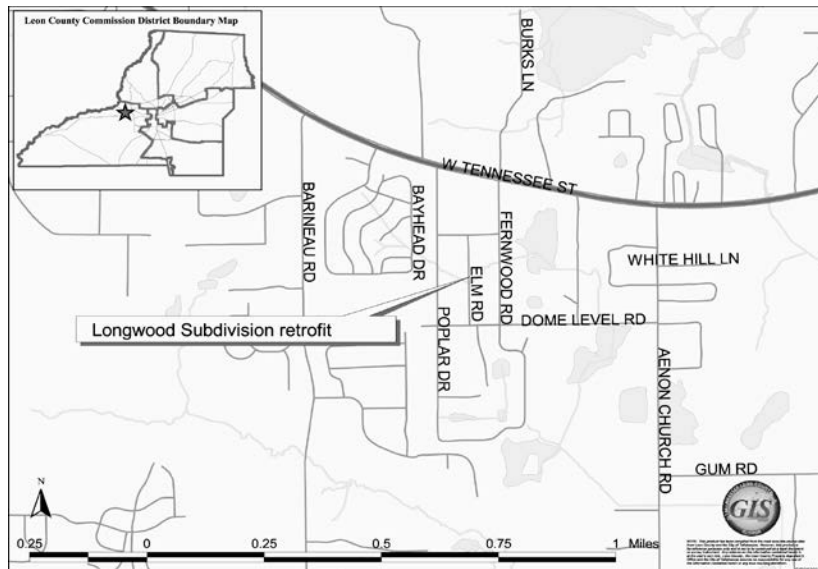 Leon County Commission District Boundary Map
BURKS LN
W TENNESSEE ST
BARINEAU RD
BAYHEAD DR
FERNWOOD RD
WHITE HILL LN
ELM RD
Longwood Subdivision retrofit
DOME LEVEL RD
POPLAR DR
AENON CHURCH RD
GUM RD
N
GIS
0.25 0 0.25 0.5 1 Miles